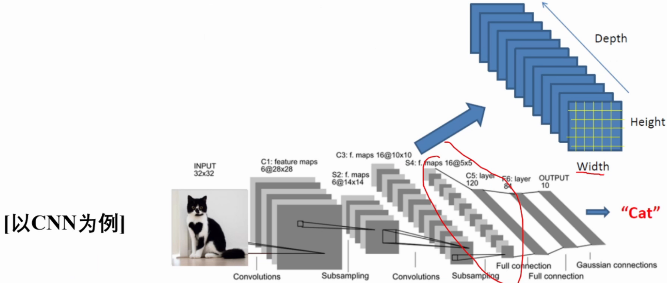 Depth
Height
Width
C3: f. maps 16@10x10
S4: f. maps 16@5x5
INPUT
32x32
C1: feature maps
6@28x28
S2: f. maps
6@14x14
C5: layer
120
F6: layer
84
OUTPUT
10
[以CNN为例]
“Cat”
Convolutions
Subsampling
Convolutions
Subsampling
Full connection
Full connection
Gaussian connections